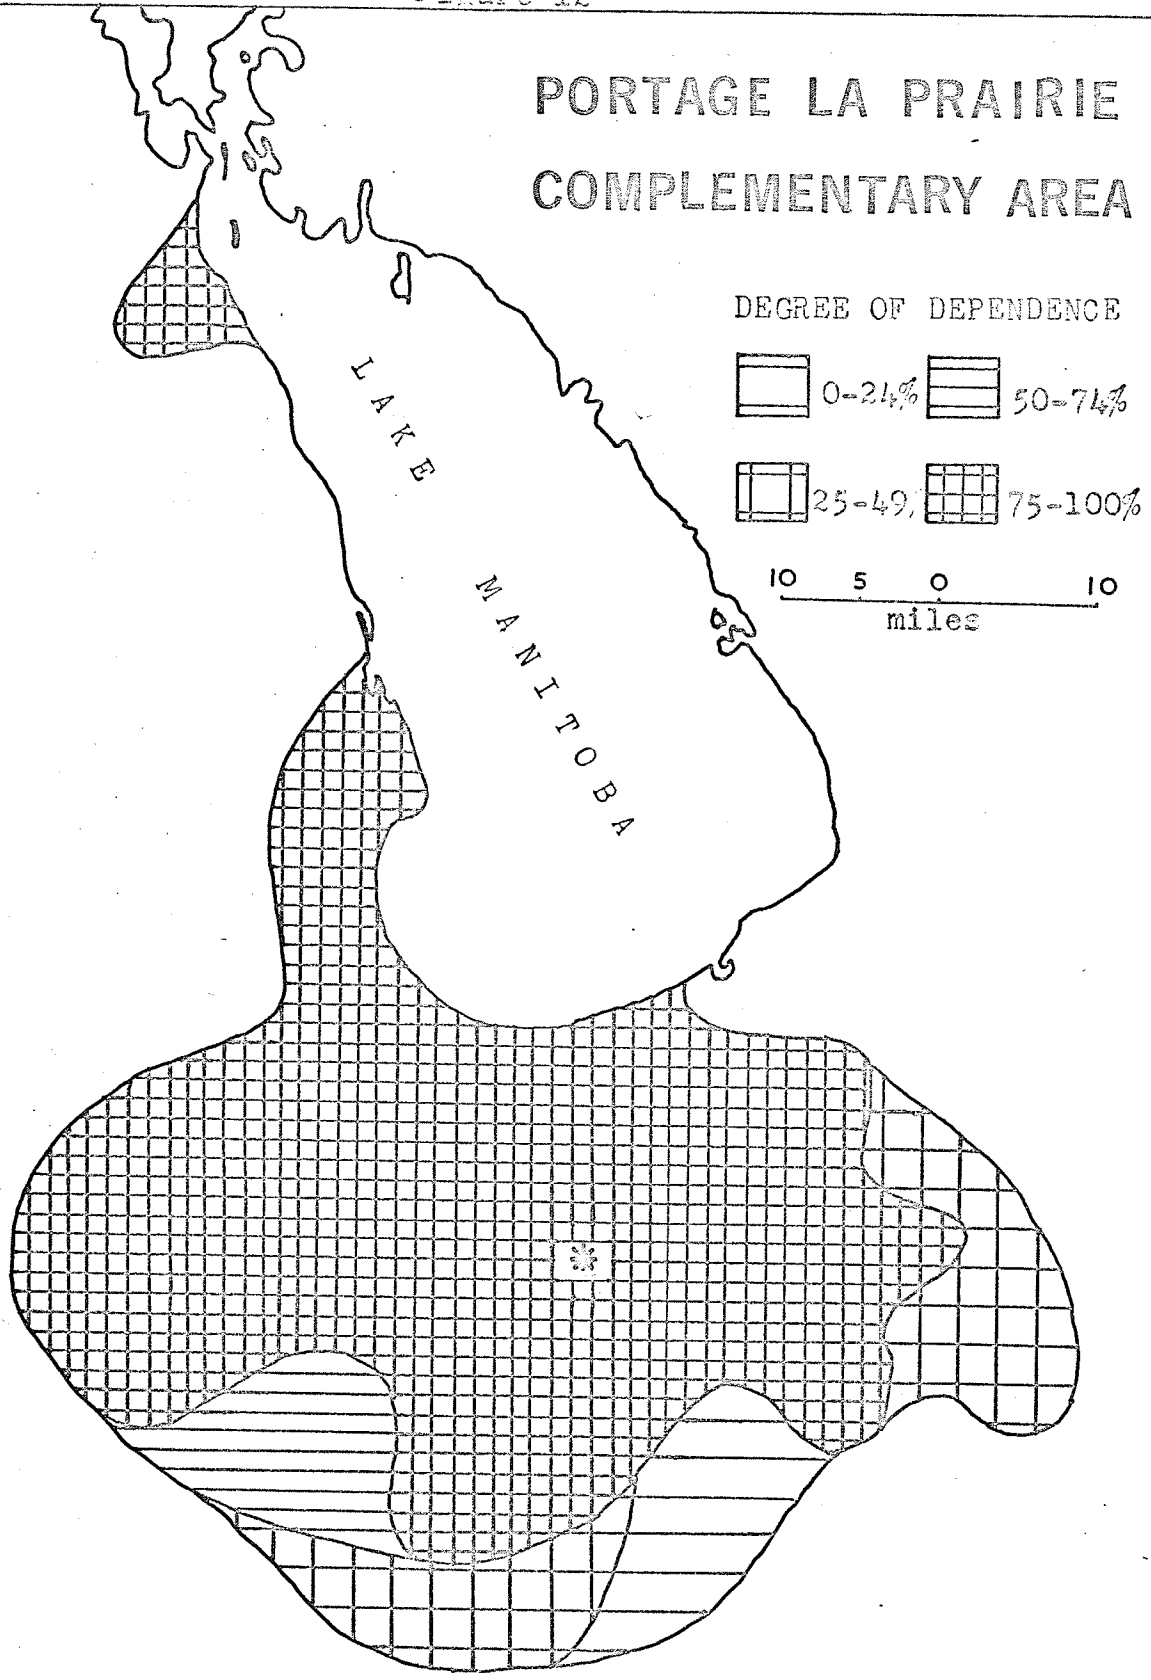 PORTAGE LA PRAIRIE
COMPLEMENTARY AREA
DEGREE OF DEPENDENCE
0-24% 50-74%
25-49, 75-100%
10 5 0 10
miles
LAKE MANITOBA